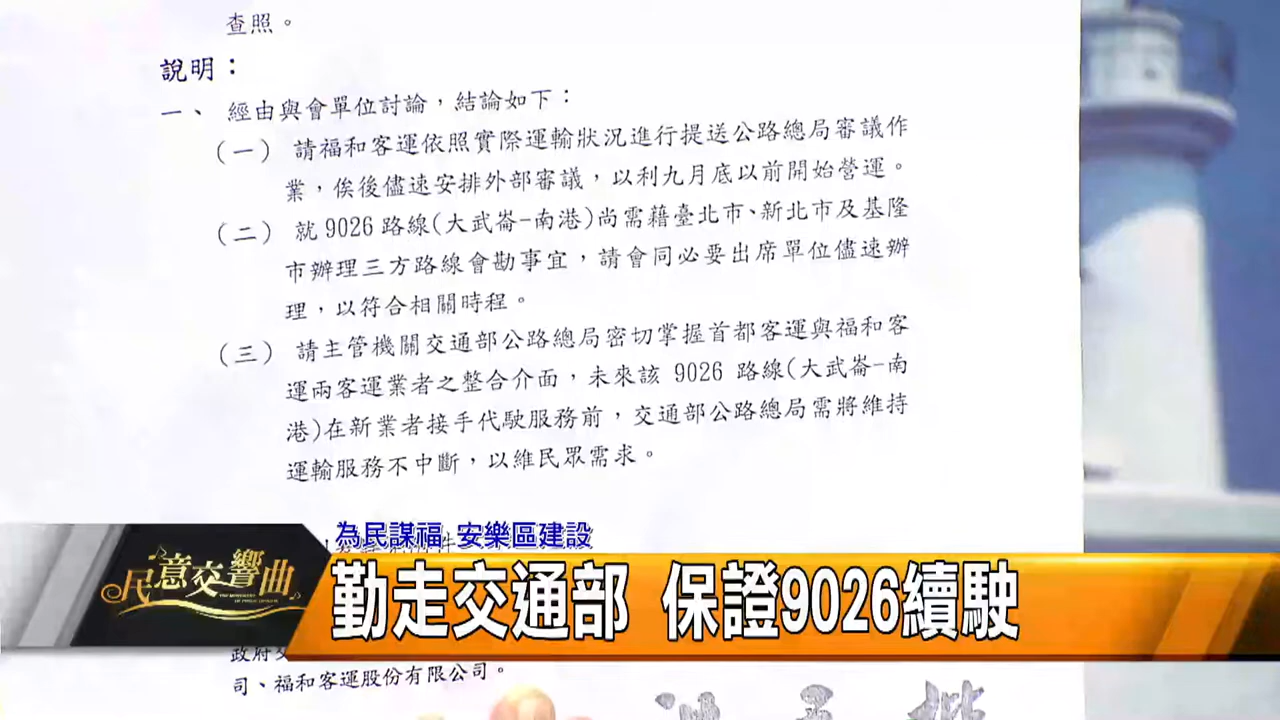 查照。
說明：
一、 經由與會單位討論，結論如下：
(一) 請福和客運依照實際運輸狀況進行提送公路總局審議作
業，俟後儘速安排外部審議，以利九月底以前開始營運。
(二) 就 9026 路線(大武崙-南港)尚需藉臺北市、新北市及基隆
市辦理三方路線會勘事宜，請會同必要出席單位儘速辦
理，以符合相關時程。
(三) 請主管機關交通部公路總局密切掌握首都客運與福和客
運兩客運業者之整合介面，未來該 9026 路線(大武崙-南
港)在新業者接手代駛服務前，交通部公路總局需將維持
運輸服務不中斷，以維民眾需求。
為民謀福 安樂區建設
民意交響曲
勤走交通部 保證9026續駛
政府交
司、福和客運股份有限公司。